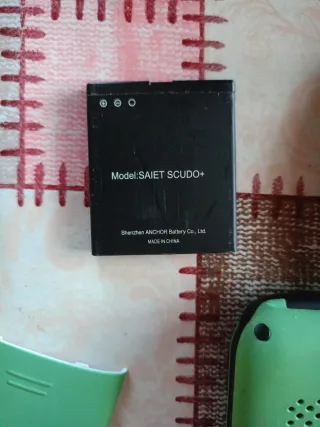 Model:SAIET SCUDO+
Shenzhen ANCHOR Battery Co., Ltd.
MADE IN CHINA